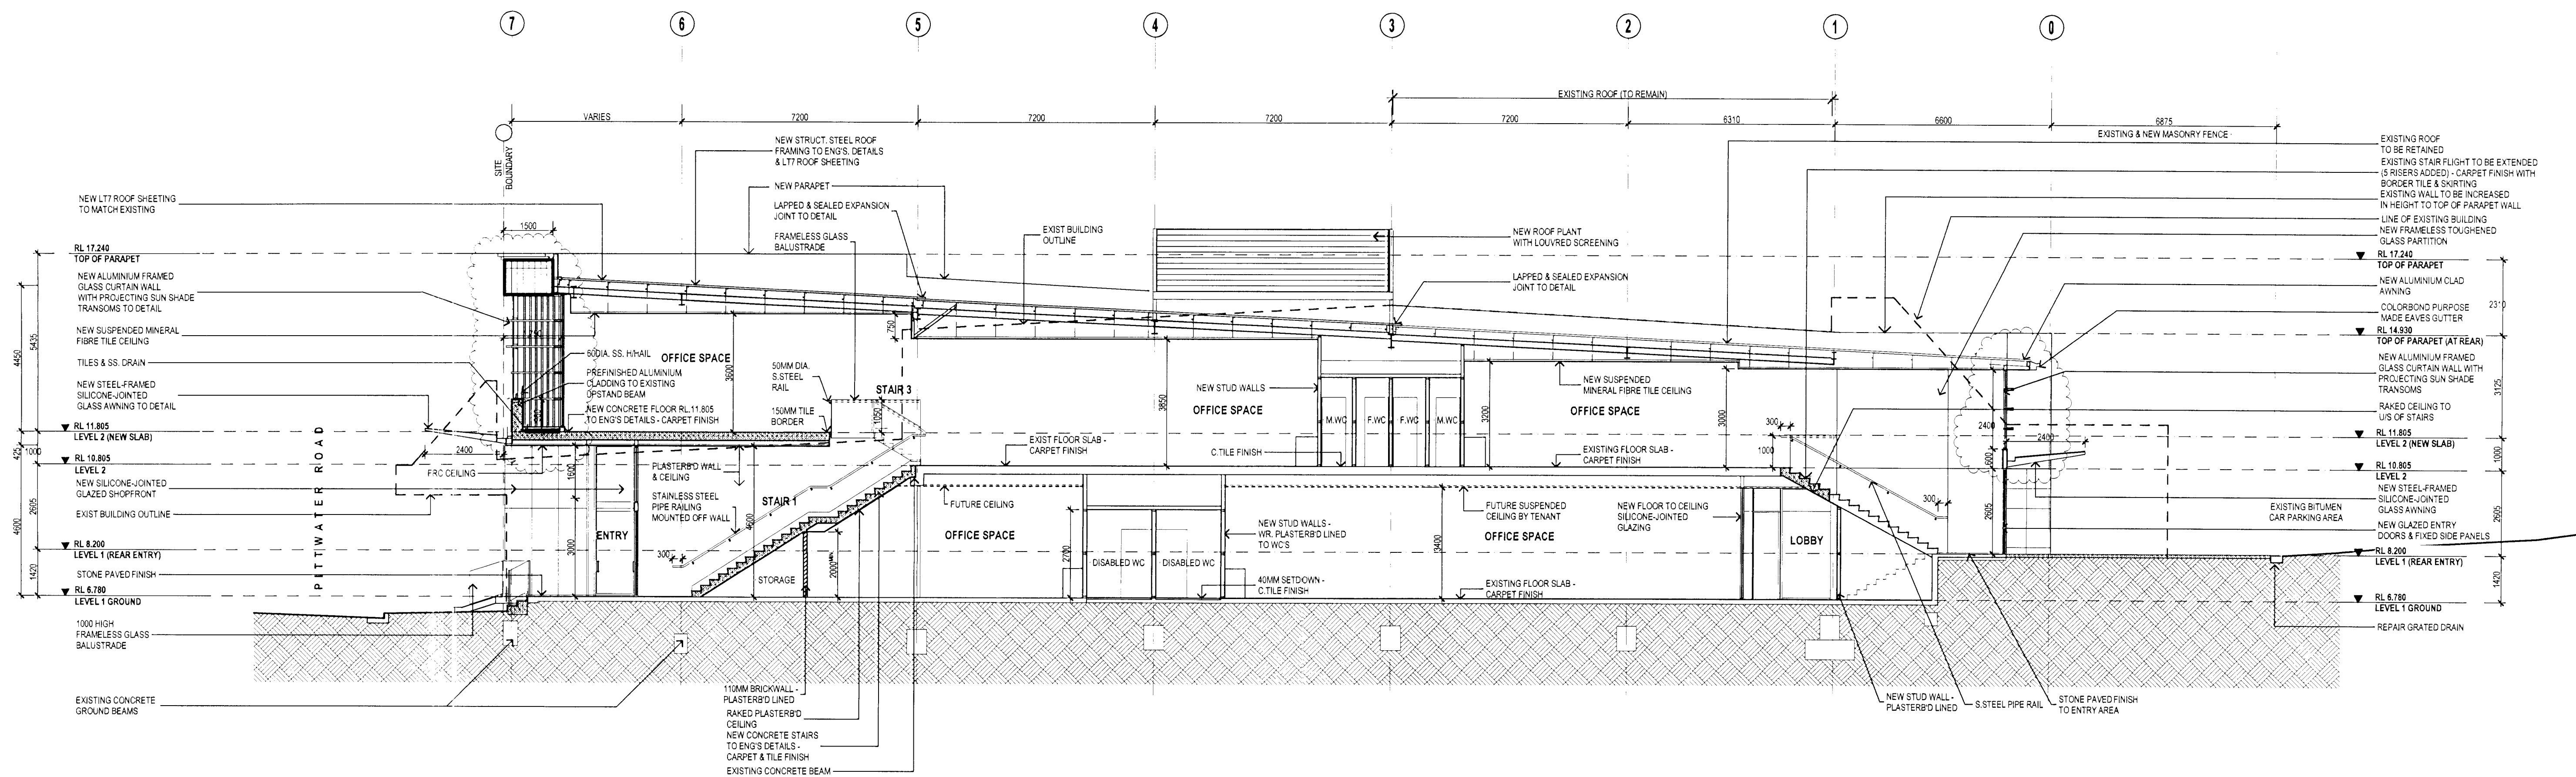 7
6
5
4
3
2
1
0
EXISTING ROOF (TO REMAIN)
VARIES
7200
7200
7200
7200
6310
6600
6875
EXISTING & NEW MASONRY FENCE
SITE
BOUNDARY
NEW STRUCT. STEEL ROOF
FRAMING TO ENG'S. DETAILS
& LT7 ROOF SHEETING
NEW PARAPET
LAPPED & SEALED EXPANSION
JOINT TO DETAIL
FRAMELESS GLASS
BALUSTRADE
EXIST BUILDING
OUTLINE
NEW ROOF PLANT
WITH LOUVRED SCREENING
LAPPED & SEALED EXPANSION
JOINT TO DETAIL
NEW LT7 ROOF SHEETING
TO MATCH EXISTING
RL 17.240
TOP OF PARAPET
NEW ALUMINIUM FRAMED
GLASS CURTAIN WALL
WITH PROJECTING SUN SHADE
TRANSOMS TO DETAIL
NEW SUSPENDED MINERAL
FIBRE TILE CEILING
TILES & SS. DRAIN
NEW STEEL-FRAMED
SILICONE-JOINTED
GLASS AWNING TO DETAIL
RL 11.805
LEVEL 2 (NEW SLAB)
RL 10.805
LEVEL 2
NEW SILICONE-JOINTED
GLAZED SHOPFRONT
EXIST BUILDING OUTLINE
RL 8.200
LEVEL 1 (REAR ENTRY)
STONE PAVED FINISH
RL 6.780
LEVEL 1 GROUND
1000 HIGH
FRAMELESS GLASS
BALUSTRADE
EXISTING CONCRETE
GROUND BEAMS
4450
5435
425
1000
2605
4600
1420
PITTWATER ROAD
1500
750
60DIA. SS. H/HAIL
OFFICE SPACE
PREFINISHED ALUMINIUM
CLADDING TO EXISTING
UPSTAND BEAM
NEW CONCRETE FLOOR RL.11.805
TO ENG'S DETAILS - CARPET FINISH
3600
50MM DIA.
S.STEEL
RAIL
150MM TILE
BORDER
STAIR 3
750
1050
2400
FRC CEILING
1600
PLASTERB'D WALL
& CEILING
STAINLESS STEEL
PIPE RAILING
MOUNTED OFF WALL
STAIR 1
4600
ENTRY
3000
300
STORAGE
2000MIN.
110MM BRICKWALL -
PLASTERB'D LINED
RAKED PLASTERB'D
CEILING
NEW CONCRETE STAIRS
TO ENG'S DETAILS -
CARPET & TILE FINISH
EXISTING CONCRETE BEAM
3850
NEW STUD WALLS
OFFICE SPACE
EXIST FLOOR SLAB -
CARPET FINISH
C.TILE FINISH
M.WC
F.WC
F.WC
M.WC
3200
NEW SUSPENDED
MINERAL FIBRE TILE CEILING
OFFICE SPACE
EXISTING FLOOR SLAB -
CARPET FINISH
3000
300
1000
FUTURE CEILING
OFFICE SPACE
2700
DISABLED WC
DISABLED WC
NEW STUD WALLS -
WR. PLASTERB'D LINED
TO WC'S
40MM SETDOWN -
C.TILE FINISH
3400
FUTURE SUSPENDED
CEILING BY TENANT
OFFICE SPACE
NEW FLOOR TO CEILING
SILICONE-JOINTED
GLAZING
EXISTING FLOOR SLAB -
CARPET FINISH
LOBBY
300
2400
2400
600
2605
NEW STUD WALL -
PLASTERB'D LINED
S.STEEL PIPE RAIL
STONE PAVED FINISH
TO ENTRY AREA
EXISTING BITUMEN
CAR PARKING AREA
EXISTING ROOF
TO BE RETAINED
EXISTING STAIR FLIGHT TO BE EXTENDED
(5 RISERS ADDED) - CARPET FINISH WITH
BORDER TILE & SKIRTING
EXISTING WALL TO BE INCREASED
IN HEIGHT TO TOP OF PARAPET WALL
LINE OF EXISTING BUILDING
NEW FRAMELESS TOUGHENED
GLASS PARTITION
RL 17.240
TOP OF PARAPET
NEW ALUMINIUM CLAD
AWNING
COLORBOND PURPOSE
MADE EAVES GUTTER
RL 14.930
TOP OF PARAPET (AT REAR)
NEW ALUMINIUM FRAMED
GLASS CURTAIN WALL WITH
PROJECTING SUN SHADE
TRANSOMS
RAKED CEILING TO
U/S OF STAIRS
RL 11.805
LEVEL 2 (NEW SLAB)
RL 10.805
LEVEL 2
NEW STEEL-FRAMED
SILICONE-JOINTED
GLASS AWNING
NEW GLAZED ENTRY
DOORS & FIXED SIDE PANELS
RL 8.200
LEVEL 1 (REAR ENTRY)
RL 6.780
LEVEL 1 GROUND
REPAIR GRATED DRAIN
2310
3125
1000
2605
1420